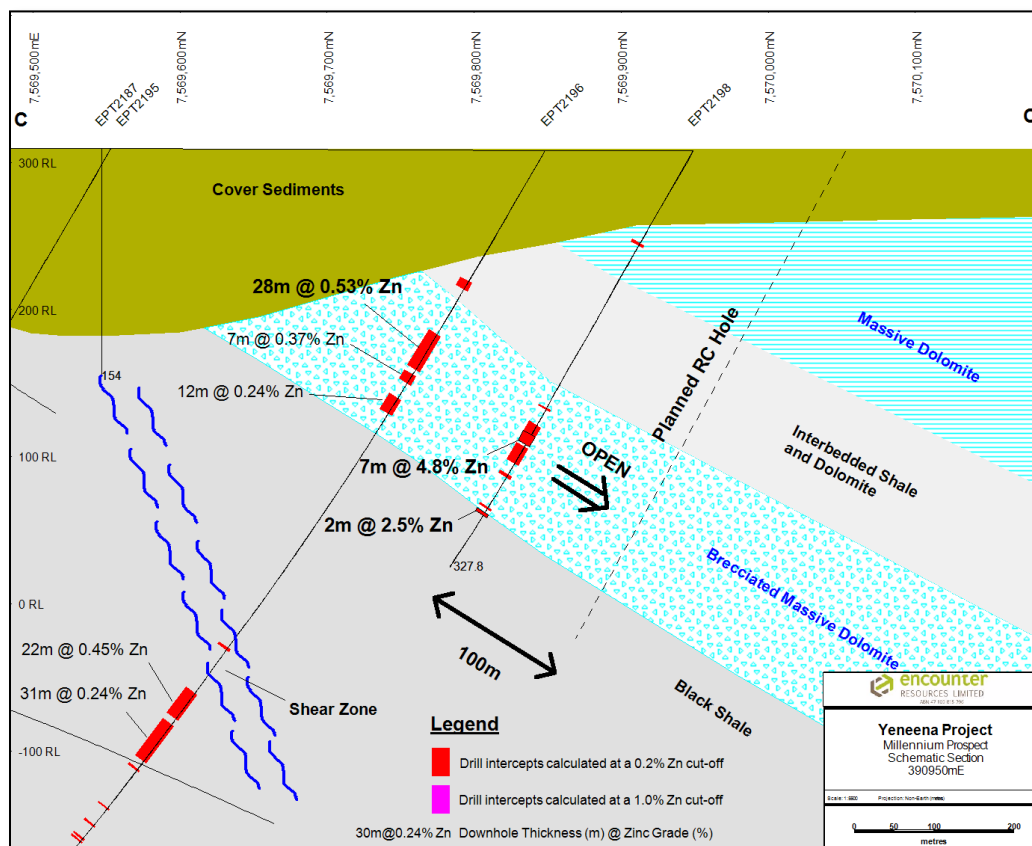 7,569,500mE
7,569,600mN
7,569,700mN
7,569,800mN
7,569,900mN
7,570,000mN
7,570,100mN
EPT2187
EPT2195
EPT2196
EPT2198
C
C
300 RL
Cover Sediments
28m @ 0.53% Zn
200 RL
7m @ 0.37% Zn
12m @ 0.24% Zn
154
Massive Dolomite
Planned RC Hole
Interbedded Shale
and Dolomite
100 RL
7m @ 4.8% Zn
OPEN
2m @ 2.5% Zn
327.8
Brecciated Massive Dolomite
0 RL
22m @ 0.45% Zn
100m
31m @ 0.24% Zn
Shear Zone
Black Shale
-100 RL
Legend
Drill intercepts calculated at a 0.2% Zn cut-off
Drill intercepts calculated at a 1.0% Zn cut-off
30m@0.24% Zn Downhole Thickness (m) @ Zinc Grade (%)
encounter
RESOURCES LIMITED
Yeneena Project
Millennium Prospect
Schematic Section
390950mE
Projection: Non-Earth (metres)
0 50 100 200
metres